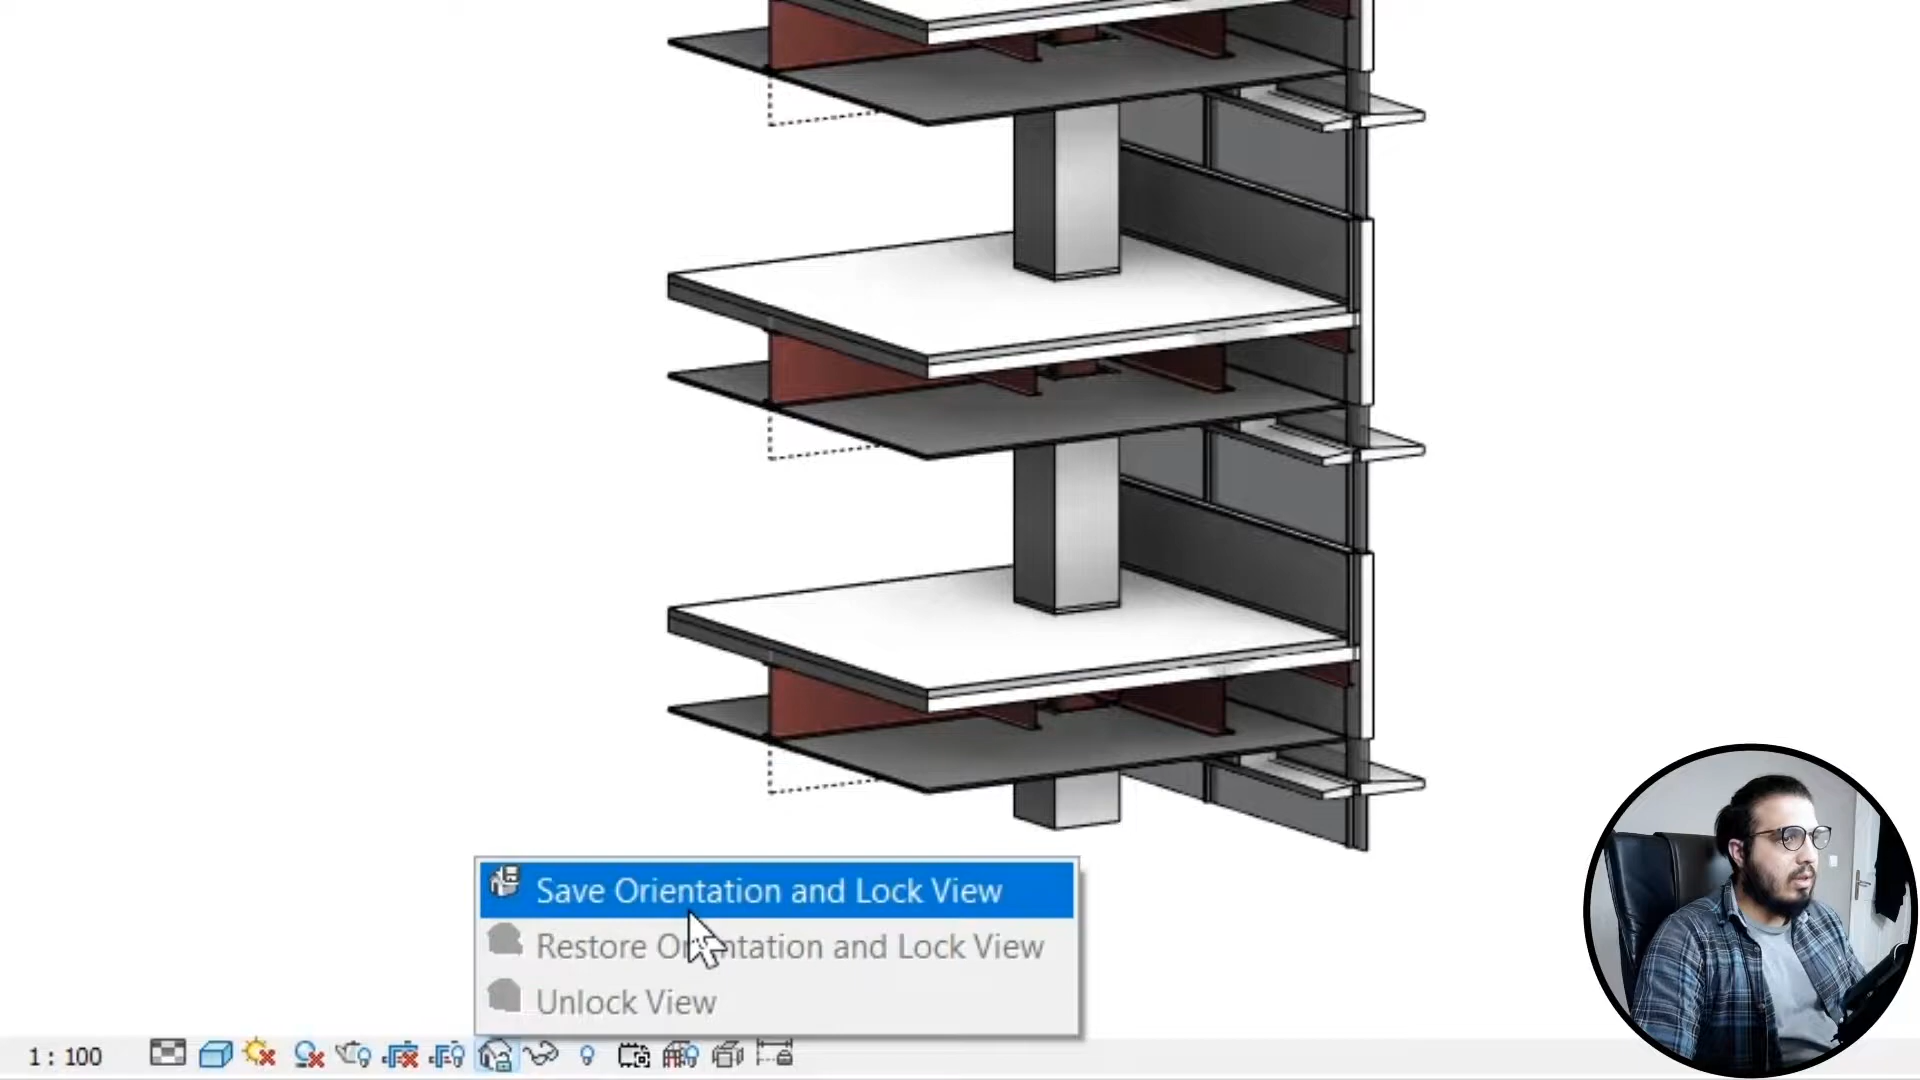 Save Orientation and Lock View
Restore Orientation and Lock View
Unlock View
1 : 100